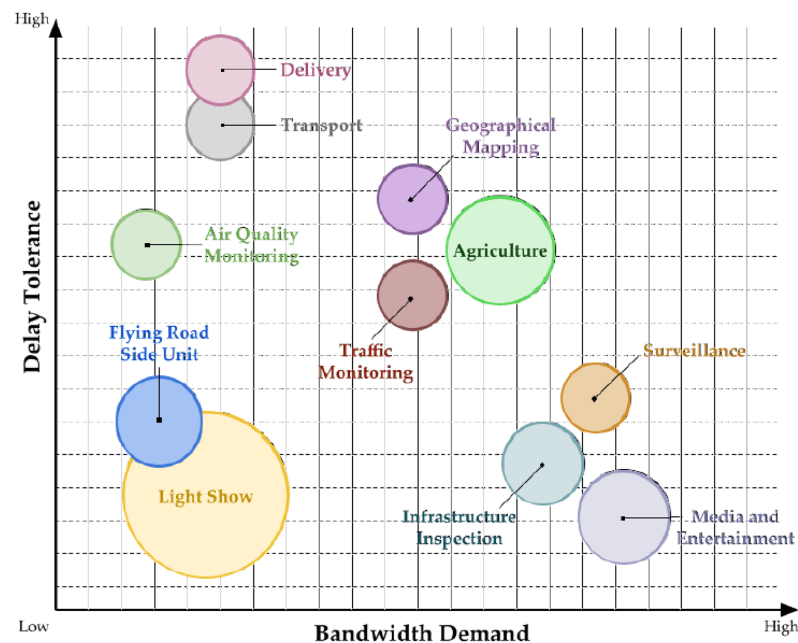 High
Delivery
Transport
Geographical
Mapping
Air Quality
Monitoring
Agriculture
Delay Tolerance
Flying Road
Side Unit
Traffic
Monitoring
Surveillance
Light Show
Infrastructure
Inspection
Media and
Entertainment
Low
Bandwidth Demand
High